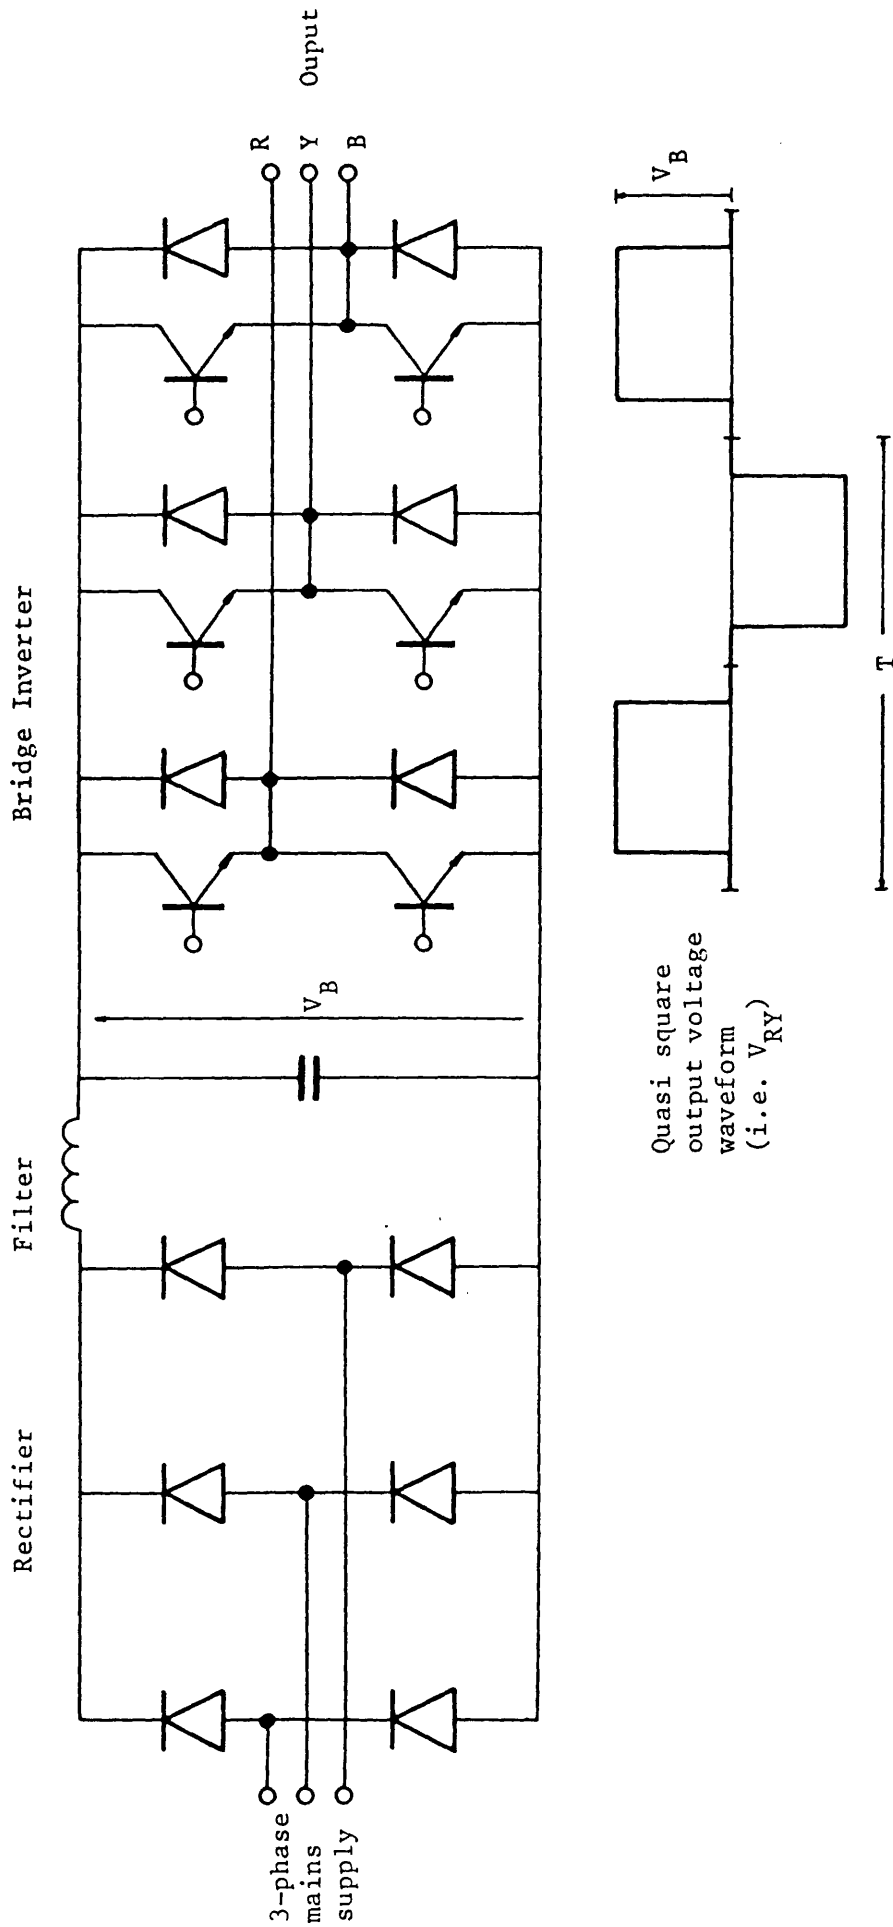 Rectifier
Filter
Bridge Inverter
3-phase
mains
supply
V_B
R
Y
B
Ouput
Quasi square
output voltage
waveform
(i.e. V_RY)
V_B
T